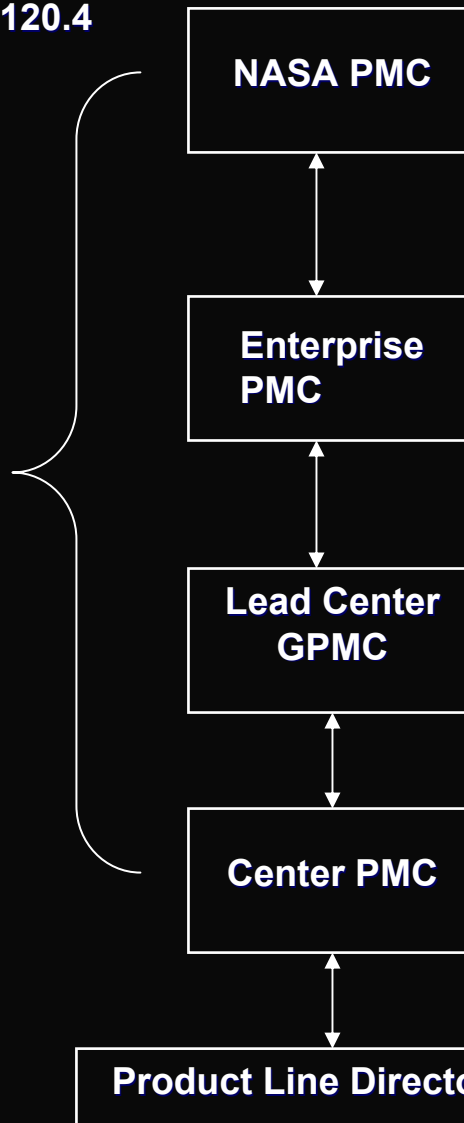 120.4
NASA PMC
Enterprise
PMC
Lead Center
GPMC
Center PMC
Product Line Directo